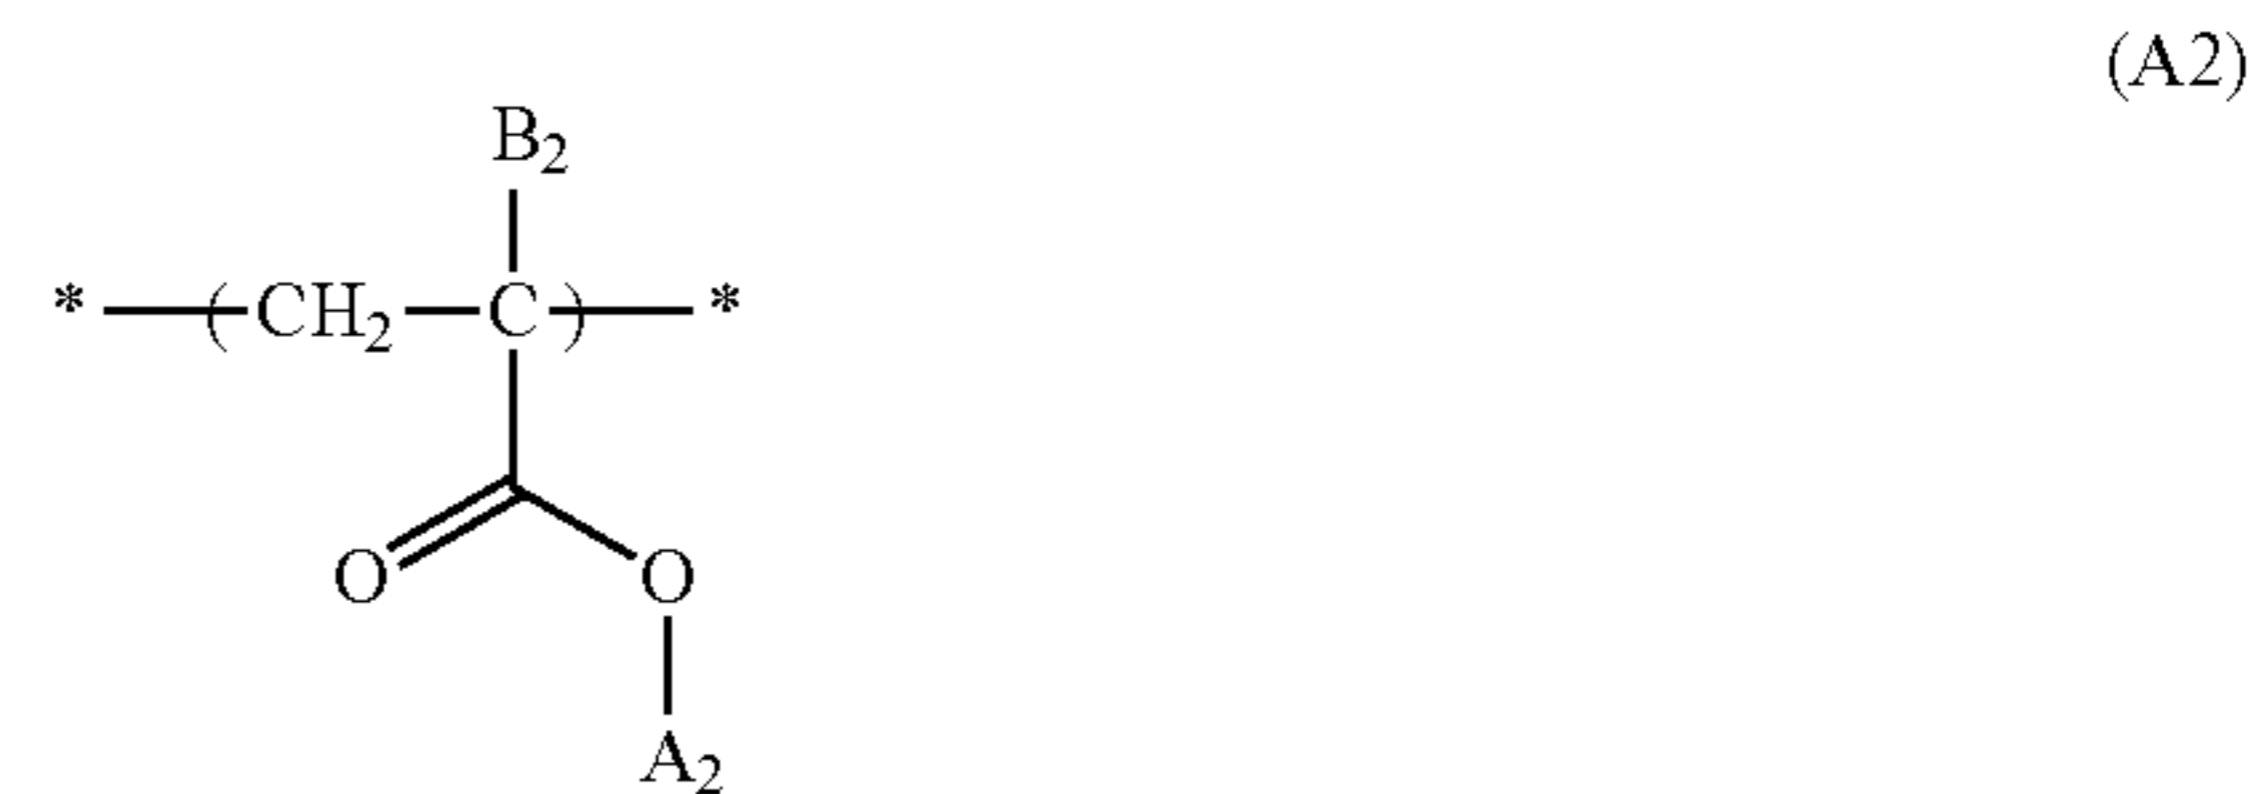 (A2)
B₂
* ( CH₂ C ) *
O O
A₂